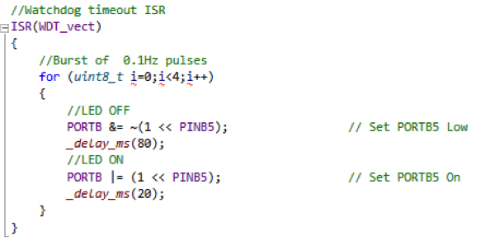 //Watchdog timeout ISR
ISR(WDT_vect)
{
//Burst of  0.1Hz pulses
for (uint8_t i=0;i<4;i++)
{
//LED OFF
PORTB &= ~(1 << PINB5); // Set PORTB5 Low
_delay_ms(80);
//LED ON
PORTB |= (1 << PINB5); // Set PORTB5 On
_delay_ms(20);
}
}